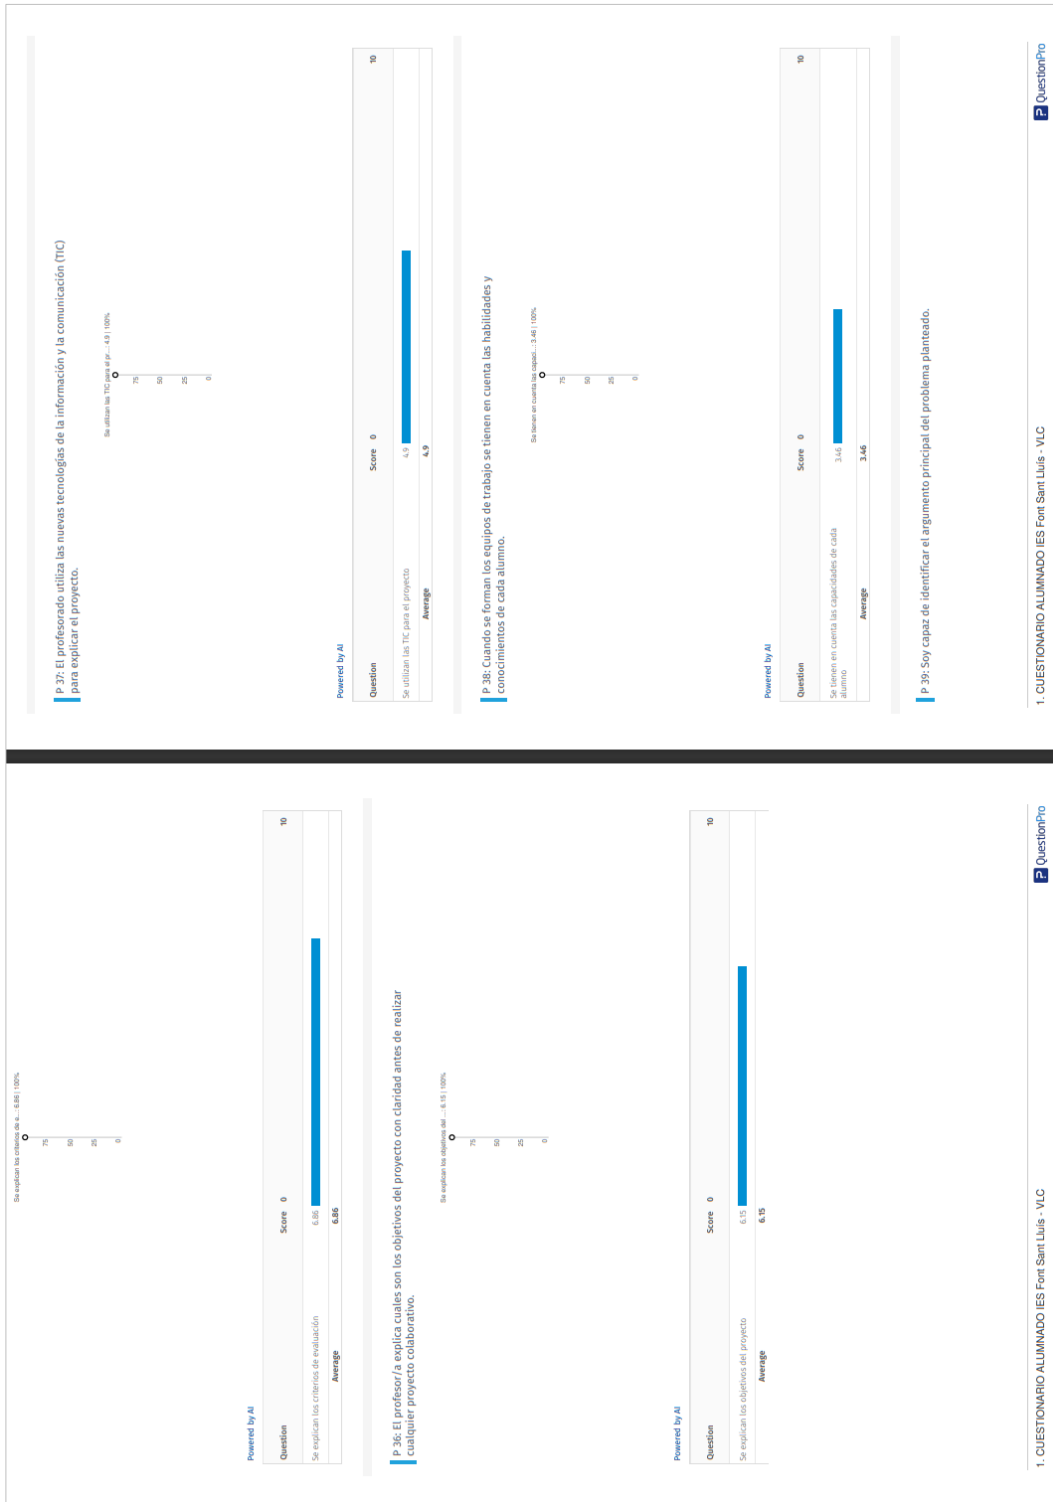 Se explican los criterios de e...: 6.86 | 100%
75
50
25
0
Powered by AI
Question Score 0 10
Se explican los criterios de evaluación 6.86
Average 6.86
P 36: El profesor/a explica cuales son los objetivos del proyecto con claridad antes de realizar
cualquier proyecto colaborativo.
Se explican los objetivos del ...: 6.15 | 100%
75
50
25
0
Powered by AI
Question Score 0 10
Se explican los objetivos del proyecto 6.15
Average 6.15
1. CUESTIONARIO ALUMNADO IES Font Sant Lluís - VLC
QuestionPro
P 37: El profesorado utiliza las nuevas tecnologías de la información y la comunicación (TIC)
para explicar el proyecto.
Se utilizan las TIC para el pr...: 4.9 | 100%
75
50
25
0
Powered by AI
Question Score 0 10
Se utilizan las TIC para el proyecto 4.9
Average 4.9
P 38: Cuando se forman los equipos de trabajo se tienen en cuenta las habilidades y
conocimientos de cada alumno.
Se tienen en cuenta las capaci...: 3.46 | 100%
75
50
25
0
Powered by AI
Question Score 0 10
Se tienen en cuenta las capacidades de cada
alumno 3.46
Average 3.46
P 39: Soy capaz de identificar el argumento principal del problema planteado.
1. CUESTIONARIO ALUMNADO IES Font Sant Lluís - VLC
QuestionPro